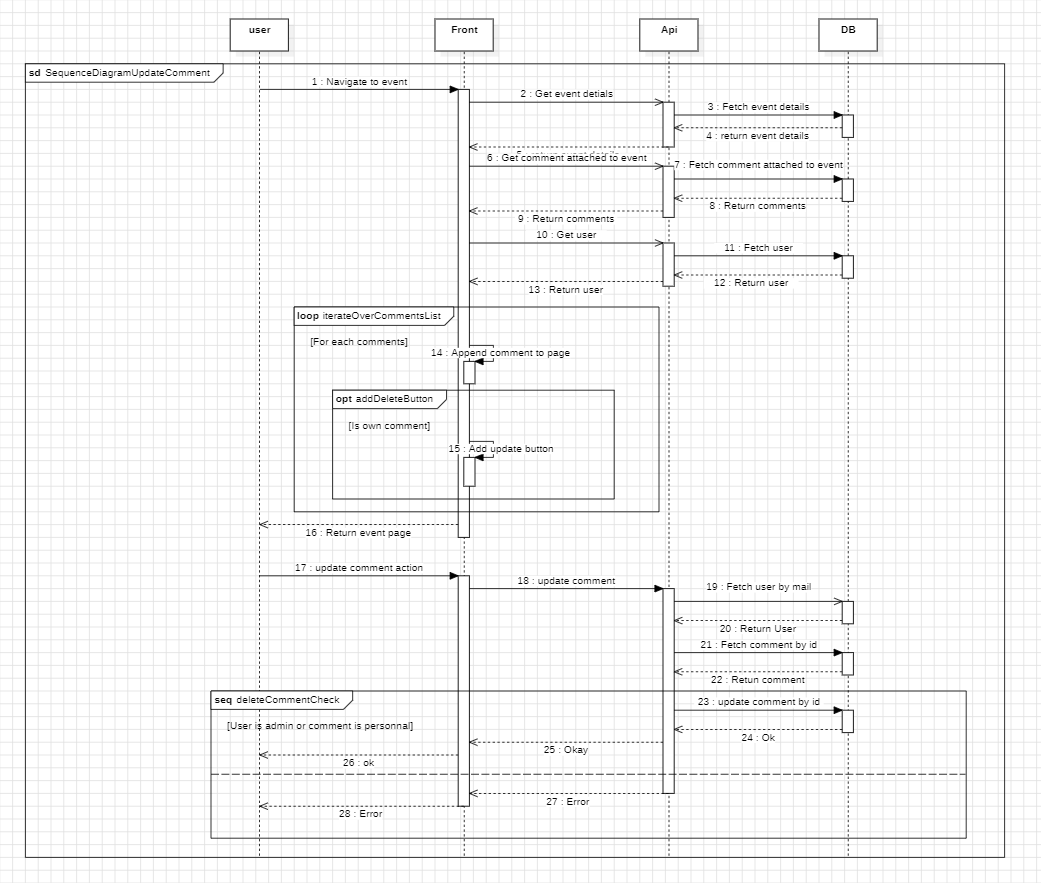 user
Front
Api
DB
sd SequenceDiagramUpdateComment
1 : Navigate to event
2 : Get event detials
3 : Fetch event details
4 : return event details
6 : Get comment attached to event
7 : Fetch comment attached to event
8 : Return comments
9 : Return comments
10 : Get user
11 : Fetch user
12 : Return user
13 : Return user
loop iterateOverCommentsList
[For each comments]
14 : Append comment to page
opt addDeleteButton
[Is own comment]
15 : Add update button
16 : Return event page
17 : update comment action
18 : update comment
19 : Fetch user by mail
20 : Return User
21 : Fetch comment by id
22 : Retun comment
seq deleteCommentCheck
23 : update comment by id
[User is admin or comment is personnal]
24 : Ok
25 : Okay
26 : ok
27 : Error
28 : Error